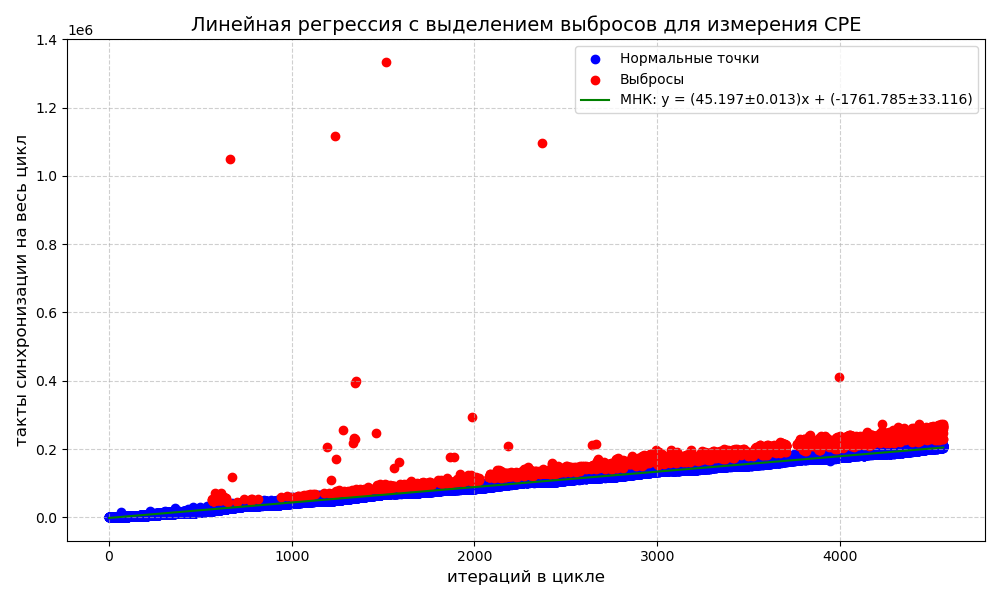 Линейная регрессия с выделением выбросов для измерения CPE
1e6
Нормальные точки
Выбросы
МНК: y = (45.197±0.013)x + (-1761.785±33.116)
1.4
1.2
1.0
0.8
0.6
0.4
0.2
0.0
такты синхронизации на весь цикл
0 1000 2000 3000 4000
итераций в цикле